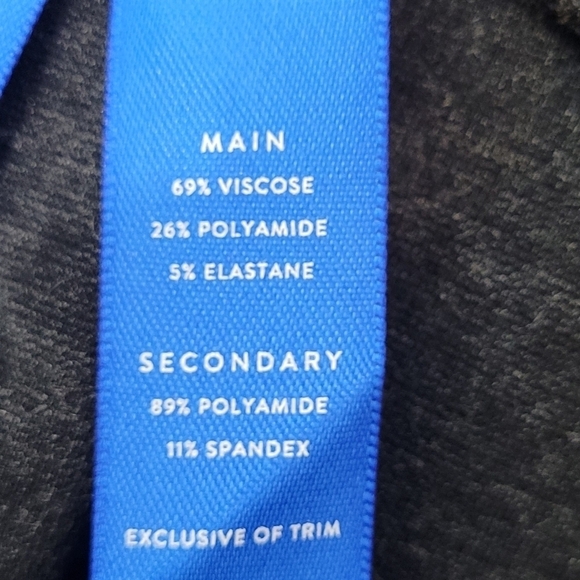 MAIN
69% VISCOSE
26% POLYAMIDE
5% ELASTANE
SECONDARY
89% POLYAMIDE
11% SPANDEX
EXCLUSIVE OF TRIM